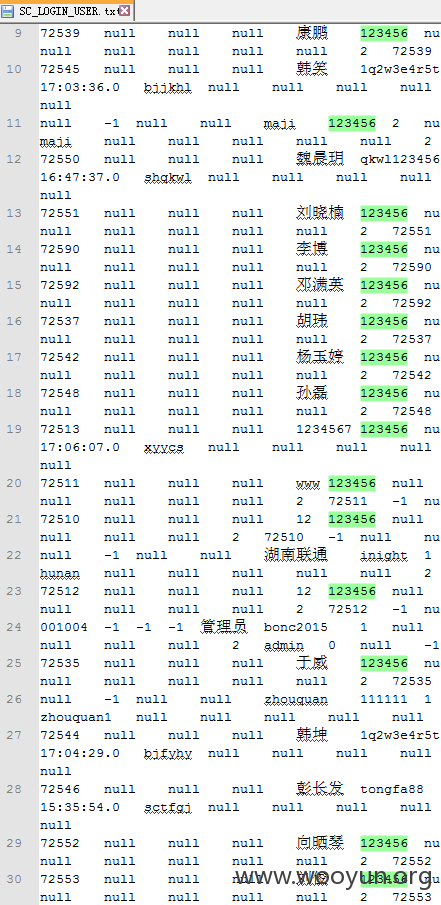 SC_LOGIN_USER.txt
9 72539 null null null 康鹏 123456 nu
null null null null null 2 72539
10 72545 null null null 韩笑 1q2w3e4r5t
17:03:36.0 bjjkhl null null null null
null
11 null -1 null null maji 123456 2 nu
maji null null null null null 2
12 72550 null null null 魏晨玥 qkwl123456
16:47:37.0 shqkwl null null null null
null
13 72551 null null null 刘晓楠 123456 nu
null null null null null 2 72551
14 72590 null null null 李博 123456 nu
null null null null null 2 72590
15 72592 null null null 邓满英 123456 nu
null null null null null 2 72592
16 72537 null null null 胡玮 123456 nu
null null null null null 2 72537
17 72542 null null null 杨玉婷 123456 nu
null null null null null 2 72542
18 72548 null null null 孙磊 123456 nu
null null null null null 2 72548
19 72513 null null null 1234567 123456
17:06:07.0 xyycs null null null null
null
20 72511 null null null www 123456 null
null null null null 2 72511 -1 nu
21 72510 null null null 12 123456 null
null null null 2 72510 -1 null nu
22 null -1 null null 湖南联通 inight 1
hunan null null null null null 2
23 72512 null null null 12 123456 null
null null null null 2 72512 -1 nu
24 001004 -1 -1 -1 管理员 bonc2015 1 null
null null null 2 admin 0 null -1
25 72535 null null null 于威 123456 nu
null null null null null 2 72535
26 null -1 null null zhouquan 111111 1
zhouquan1 null null null null null
27 72544 null null null 韩坤 1q2w3e4r5t
17:04:29.0 bjfyhy null null null null
null
28 72546 null null null 彭长发 tongfa88
15:35:54.0 sctfgj null null null null
null
29 72552 null null null 向晒琴 123456 nu
null null null null null 2 72552
30 72553 null null null 123456 nu
null null null null null 2 72553
www.wooyun.org